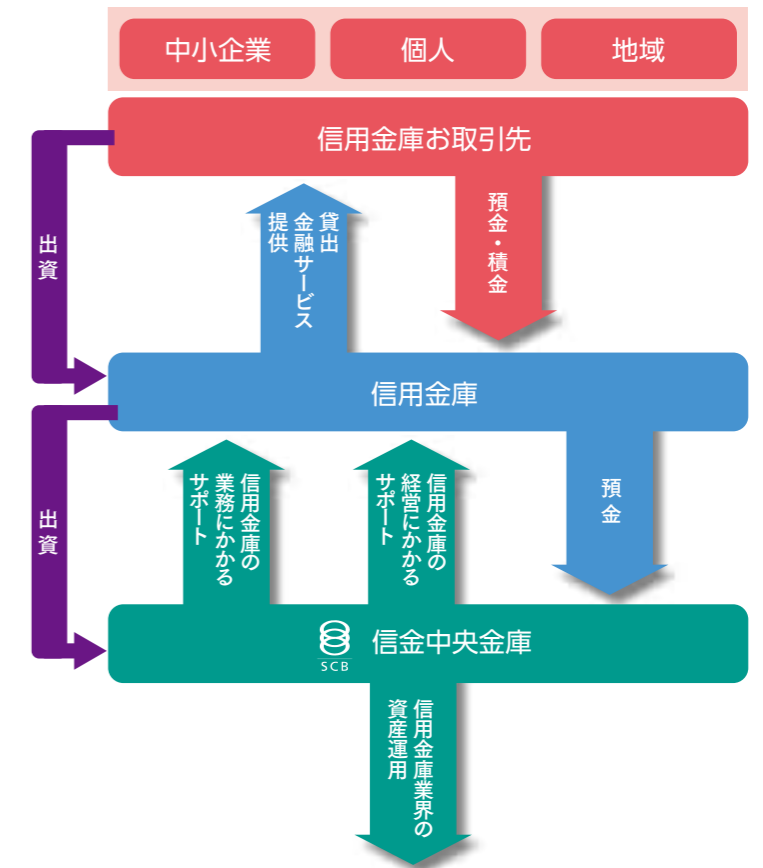 中小企業
個人
地域
信用金庫お取引先
出資
貸出
金融サービス
提供
預金・積金
信用金庫
出資
信用金庫の
業務にかかる
サポート
信用金庫の
経営にかかる
サポート
預金
SCB
信金中央金庫
信用金庫業界の
資産運用